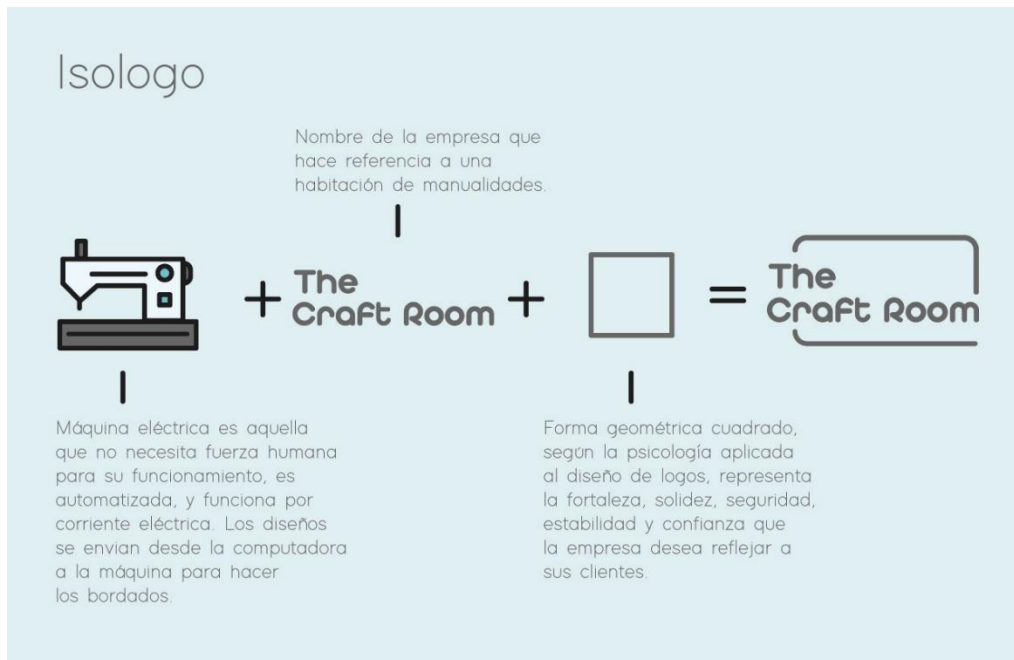 Isologo
Nombre de la empresa que
hace referencia a una
habitación de manualidades.
+
The
Craft Room
+
=
The
Craft Room
Máquina eléctrica es aquella
que no necesita fuerza humana
para su funcionamiento, es
automatizada, y funciona por
corriente eléctrica. Los diseños
se envian desde la computadora
a la máquina para hacer
los bordados.
Forma geométrica cuadrado,
según la psicología aplicada
al diseño de logos, representa
la fortaleza, solidez, seguridad,
estabilidad y confianza que
la empresa desea reflejar a
sus clientes.